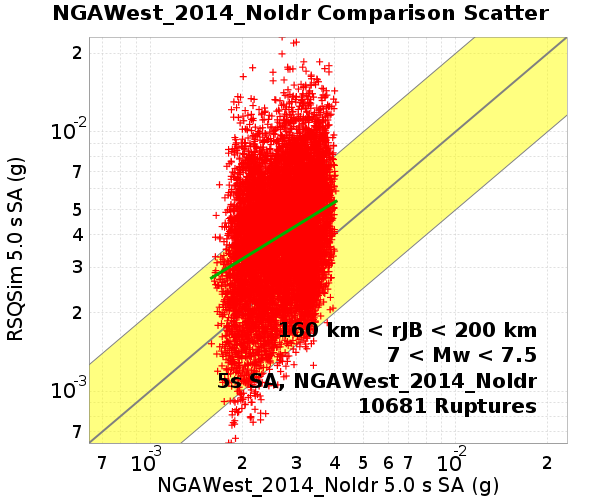 NGAWest_2014_NoIdr Comparison Scatter
RSQSim 5.0 s SA (g)
2
10-2
7
5
4
3
2
10-3
7
160 km < rJB < 200 km
7 < Mw < 7.5
5s SA, NGAWest_2014_NoIdr
10681 Ruptures
7 10-3 2 3 4 5 6 7 10-2 2
NGAWest_2014_NoIdr 5.0 s SA (g)